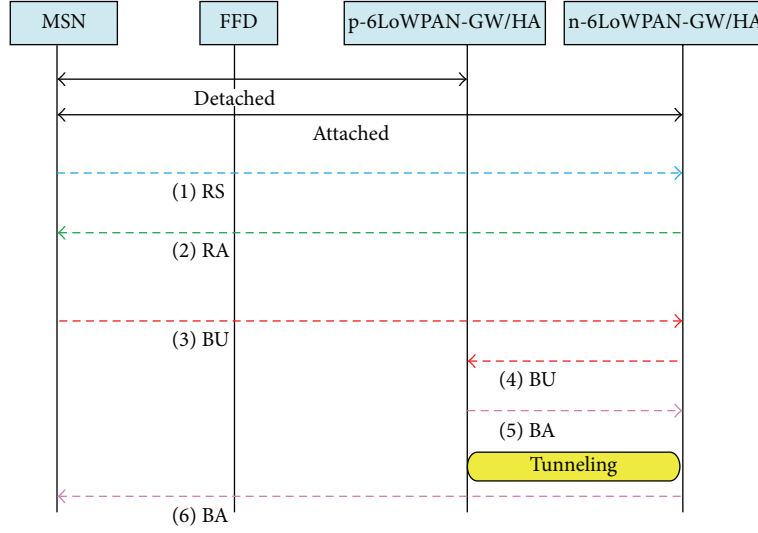 MSN
FFD
p-6LoWPAN-GW/HA
n-6LoWPAN-GW/HA
Detached
Attached
(1) RS
(2) RA
(3) BU
(4) BU
(5) BA
Tunneling
(6) BA